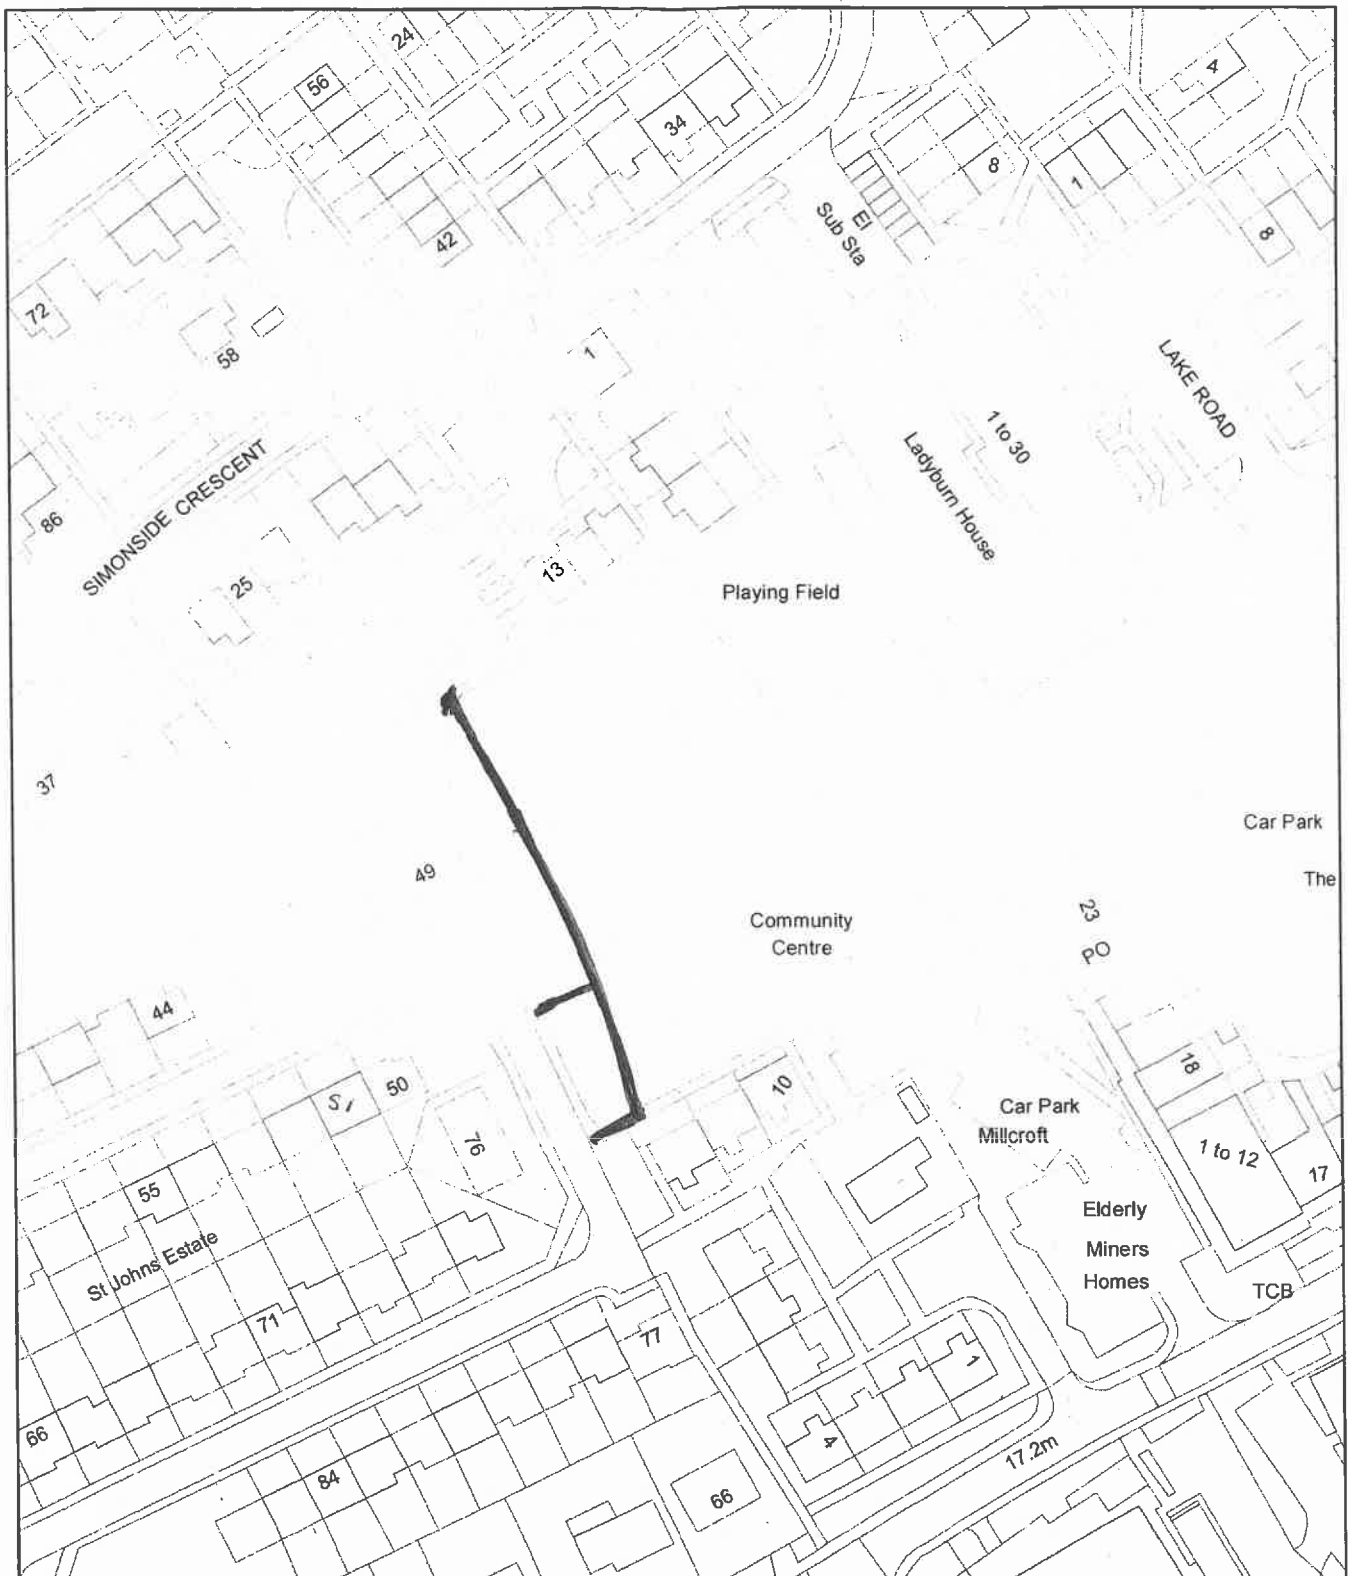 24
56
4
34
8
1
El
Sub Sta
42
8
72
58
1
LAKE ROAD
1 to 30
Ladyburn House
SIMONSIDE CRESCENT
86
25
13
Playing Field
37
49
Car Park
The
23
PO
Community
Centre
44
50
51
10
18
Car Park
Millcroft
76
1 to 12
17
55
Elderly
Miners
Homes
St Johns Estate
TCB
71
77
1
66
4
17.2m
84
66